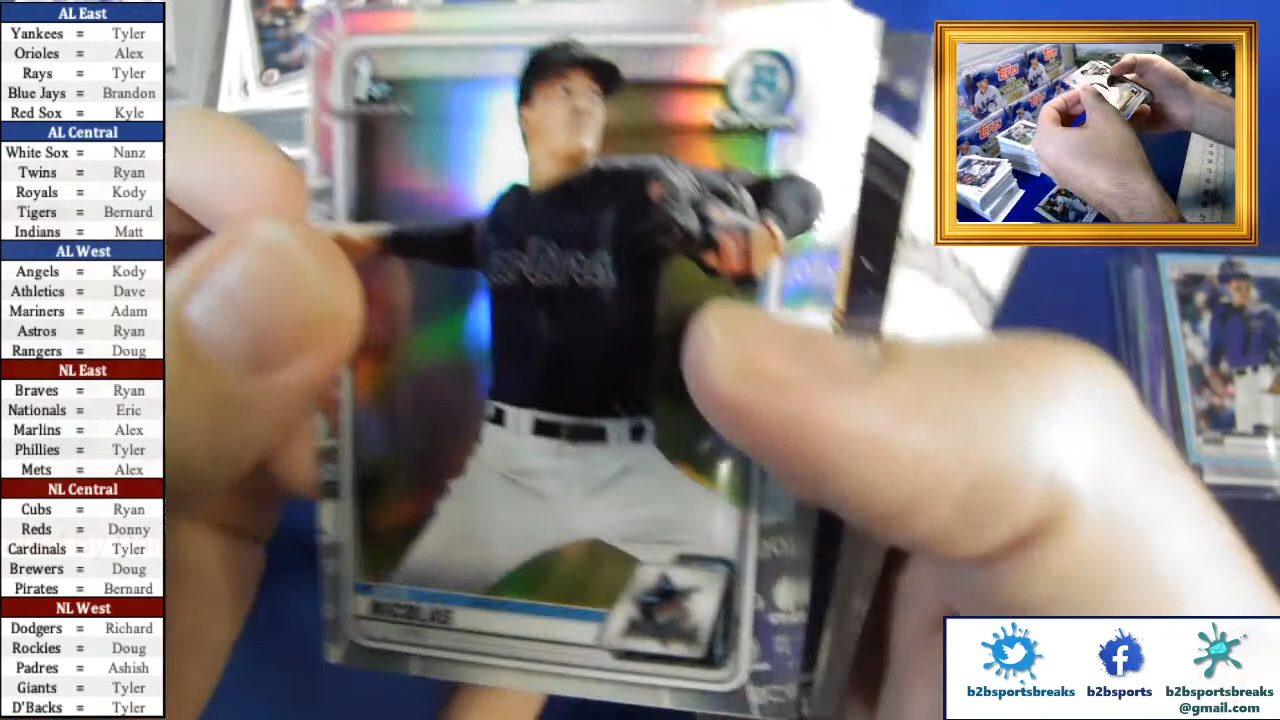 AL East
Yankees = Tyler
Orioles = Alex
Rays = Tyler
Blue Jays = Brandon
Red Sox = Kyle
AL Central
White Sox = Nanz
Twins = Ryan
Royals = Kody
Tigers = Bernard
Indians = Matt
AL West
Angels = Kody
Athletics = Dave
Mariners = Adam
Astros = Ryan
Rangers = Doug
NL East
Braves = Ryan
Nationals = Eric
Marlins = Alex
Phillies = Tyler
Mets = Alex
NL Central
Cubs = Ryan
Reds = Donny
Cardinals = Tyler
Brewers = Doug
Pirates = Bernard
NL West
Dodgers = Richard
Rockies = Doug
Padres = Ashish
Giants = Tyler
D'Backs = Tyler
NICOLAS
TOPPS
TOPPS
b2bsportsbreaks
b2bsports
b2bsportsbreaks
@gmail.com